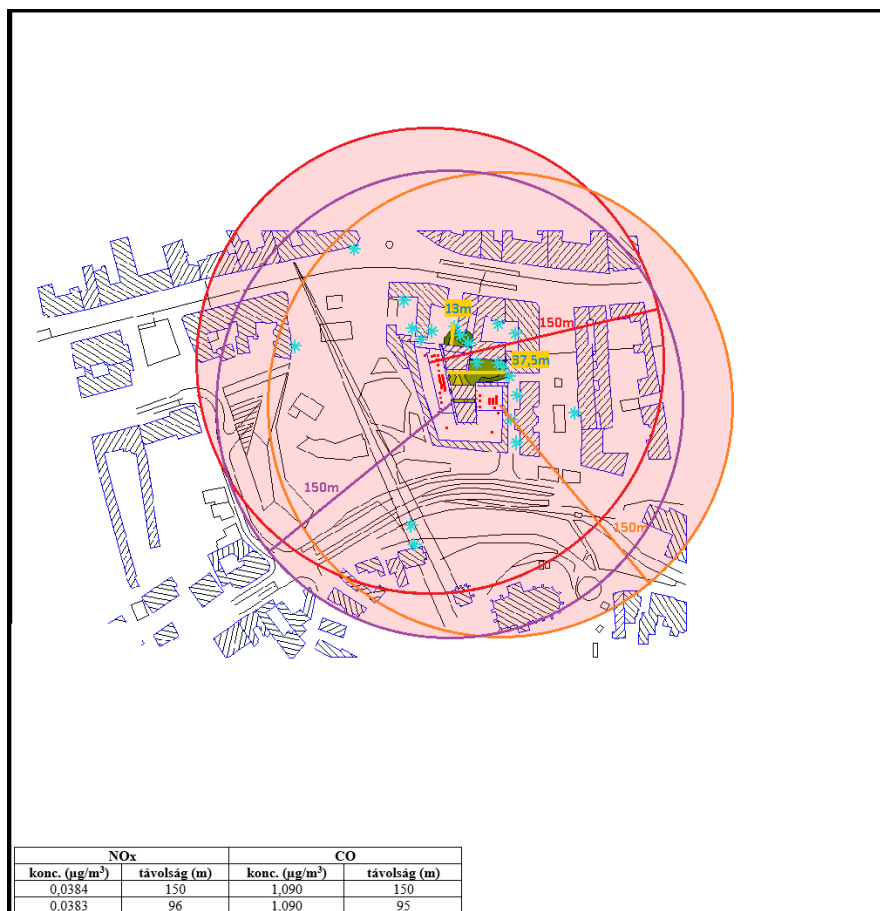 13m
150m
37,5m
150m
150m
NOx CO
konc. (µg/m³) távolság (m) konc. (µg/m³) távolság (m)
0,0384 150 1,090 150
0,0383 96 1,090 95